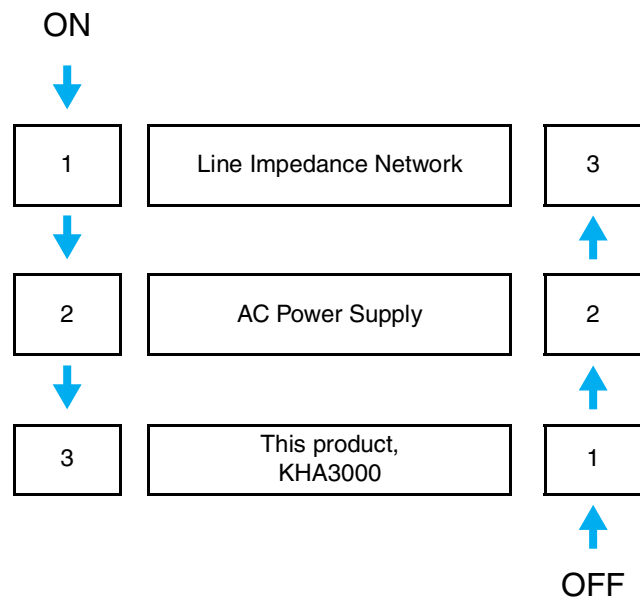 ON
1 Line Impedance Network 3
2 AC Power Supply 2
3 This product, 1
KHA3000
OFF